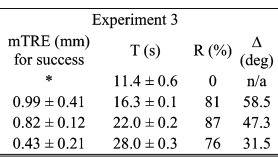 Experiment 3
mTRE (mm) for success T (s) R (%) Δ (deg)
* 11.4 ± 0.6 0 n/a
0.99 ± 0.41 16.3 ± 0.1 81 58.5
0.82 ± 0.12 22.0 ± 0.2 87 47.3
0.43 ± 0.21 28.0 ± 0.3 76 31.5